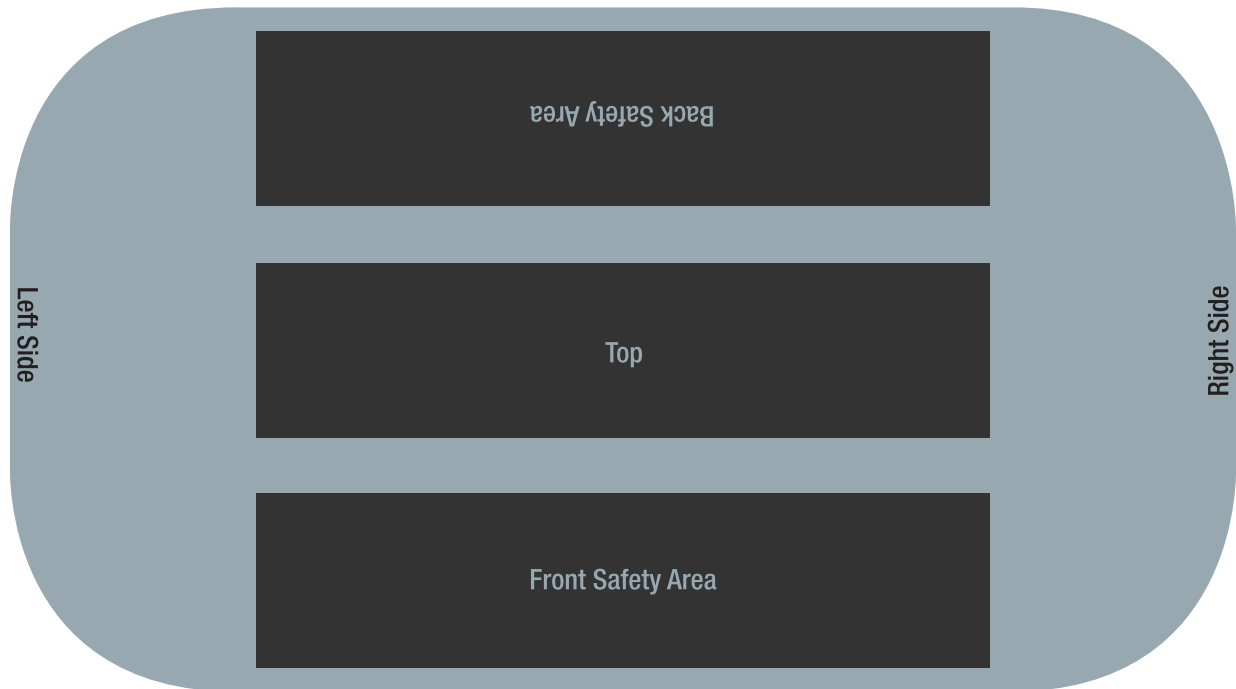 Back Safety Area
Left Side
Top
Right Side
Front Safety Area